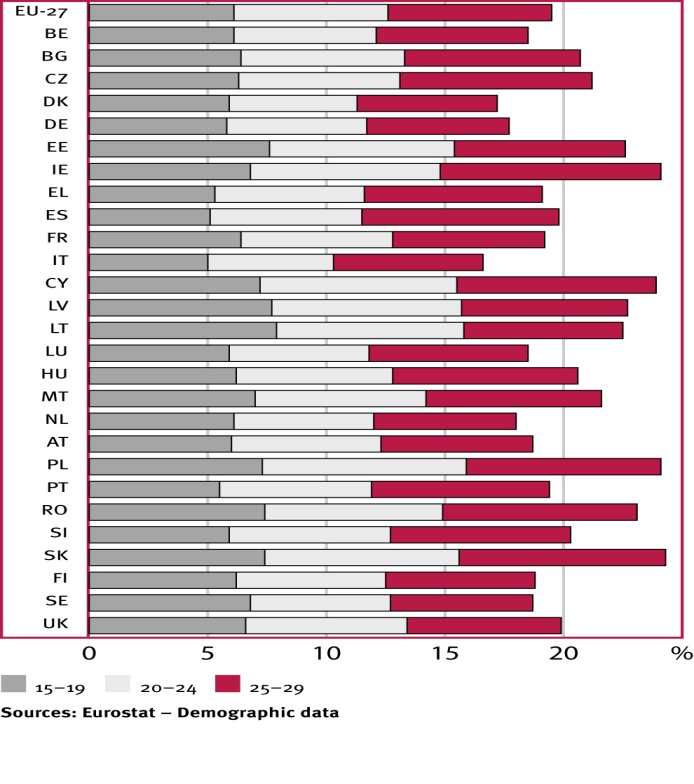 EU-27
BE
BG
CZ
DK
DE
EE
IE
EL
ES
FR
IT
CY
LV
LT
LU
HU
MT
NL
AT
PL
PT
RO
SI
SK
FI
SE
UK
0 5 10 15 20 %
15–19 20–24 25–29
Sources: Eurostat – Demographic data